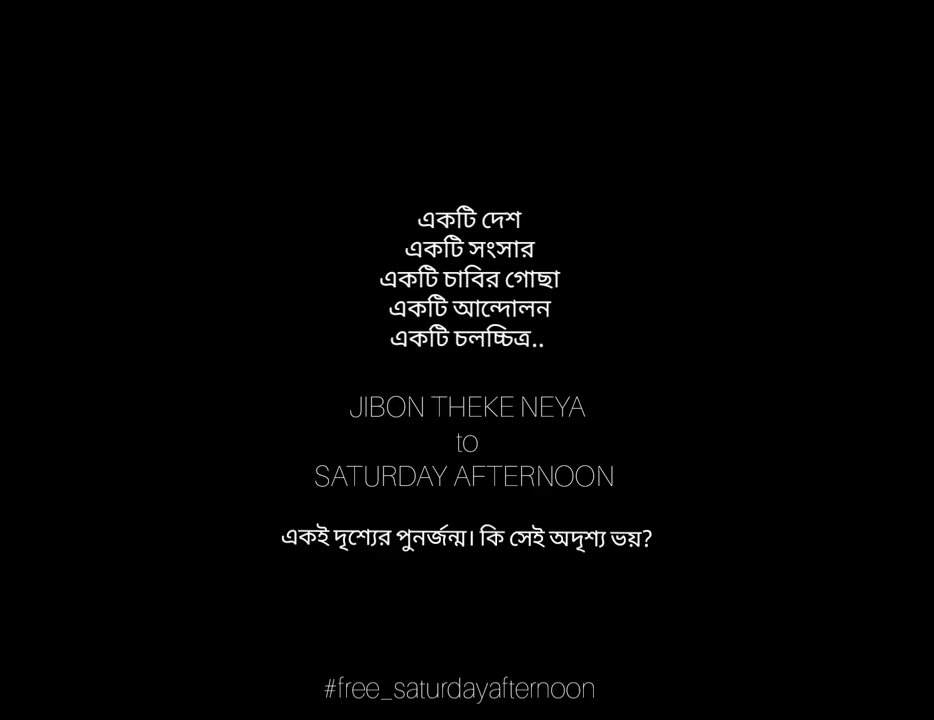 একটি দেশ
একটি সংসার
একটি চাবির গোছা
একটি আন্দোলন
একটি চলচ্চিত্র..
JIBON THEKE NEYA
to
SATURDAY AFTERNOON
একই দৃশ্যের পুনর্জন্ম। কি সেই অদৃশ্য ভয়?
#free_saturdayafternoon